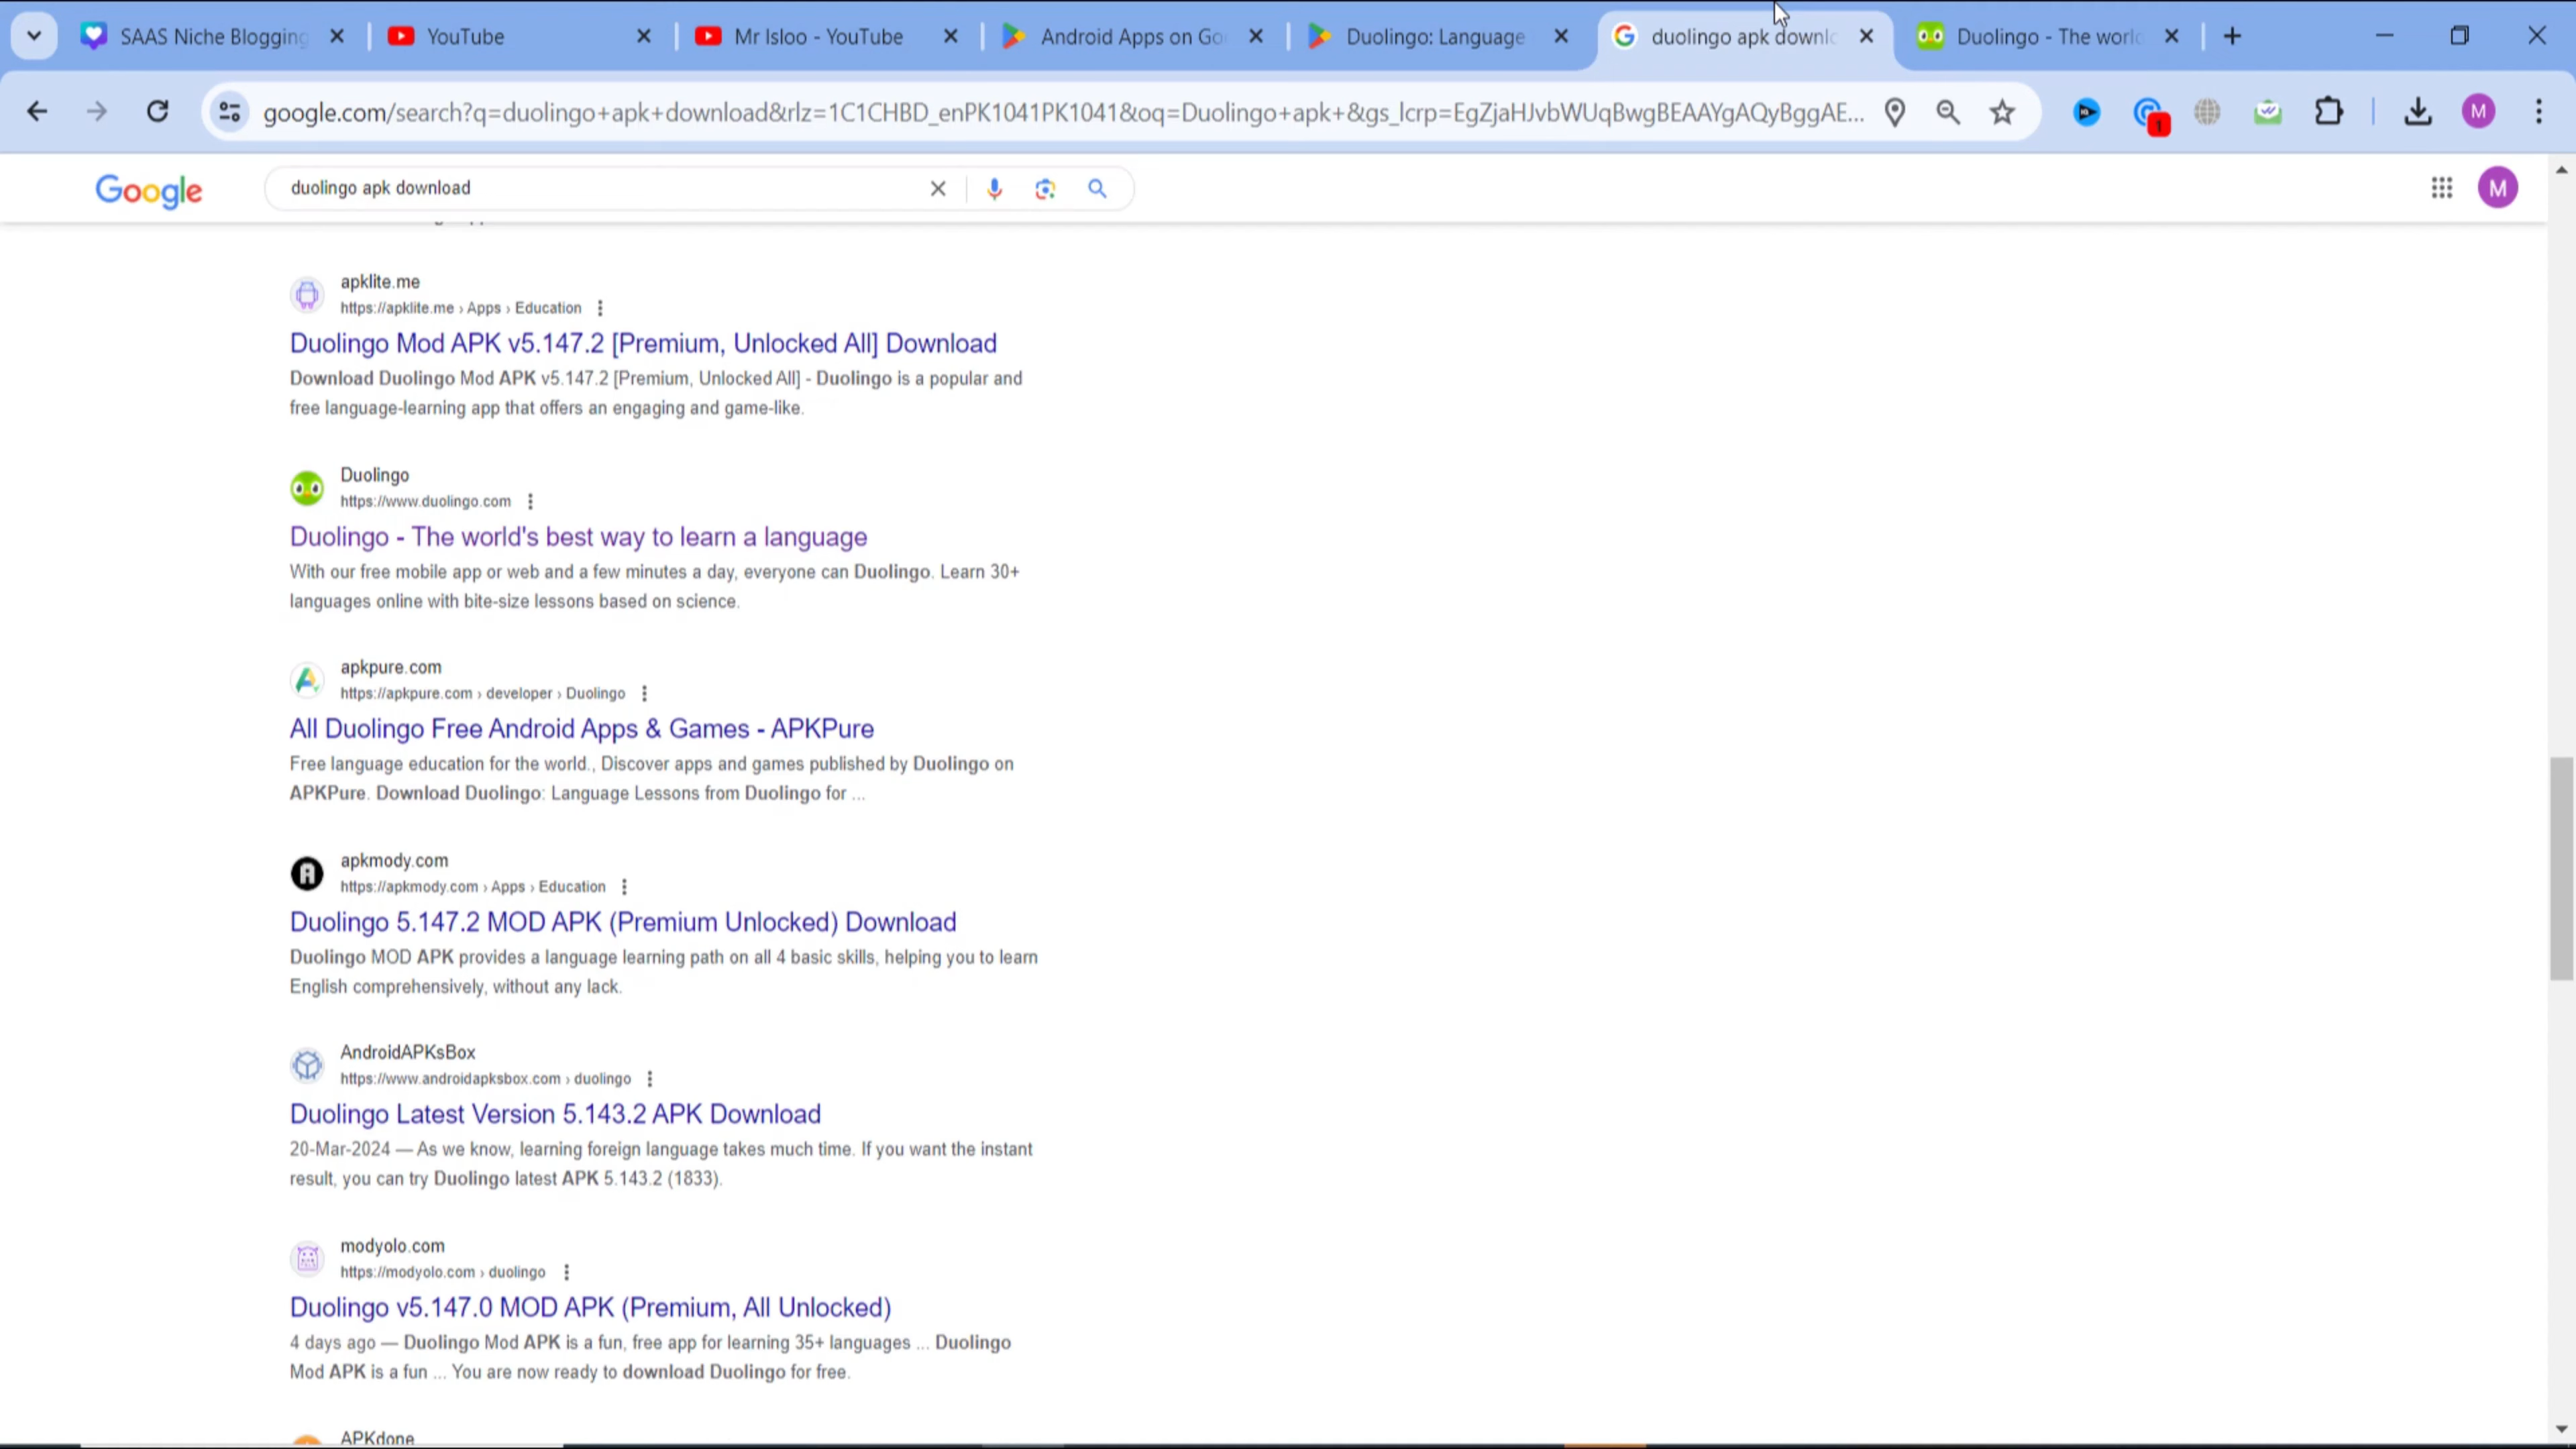 SAAS Niche Blogging
YouTube
Mr Isloo - YouTube
Android Apps on Go
Duolingo: Language
duolingo apk downlo
Duolingo - The world
google.com/search?q=duolingo+apk+download&rlz=1C1CHBD_enPK1041PK1041&oq=Duolingo+apk+&gs_lcrp=EgZjaHJvbWUqBwgBEAAYgAQyBggAE...
1
M
Google
duolingo apk download
M
apklite.me
https://apklite.me › Apps › Education
Duolingo Mod APK v5.147.2 [Premium, Unlocked All] Download
Download Duolingo Mod APK v5.147.2 [Premium, Unlocked All] - Duolingo is a popular and
free language-learning app that offers an engaging and game-like.
Duolingo
https://www.duolingo.com
Duolingo - The world's best way to learn a language
With our free mobile app or web and a few minutes a day, everyone can Duolingo. Learn 30+
languages online with bite-size lessons based on science.
apkpure.com
https://apkpure.com › developer › Duolingo
All Duolingo Free Android Apps & Games - APKPure
Free language education for the world., Discover apps and games published by Duolingo on
APKPure. Download Duolingo: Language Lessons from Duolingo for ...
apkmody.com
https://apkmody.com › Apps › Education
Duolingo 5.147.2 MOD APK (Premium Unlocked) Download
Duolingo MOD APK provides a language learning path on all 4 basic skills, helping you to learn
English comprehensively, without any lack.
AndroidAPKsBox
https://www.androidapksbox.com › duolingo
Duolingo Latest Version 5.143.2 APK Download
20-Mar-2024 — As we know, learning foreign language takes much time. If you want the instant
result, you can try Duolingo latest APK 5.143.2 (1833).
modyolo.com
https://modyolo.com › duolingo
Duolingo v5.147.0 MOD APK (Premium, All Unlocked)
4 days ago — Duolingo Mod APK is a fun, free app for learning 35+ languages ... Duolingo
Mod APK is a fun ... You are now ready to download Duolingo for free.
APKdone